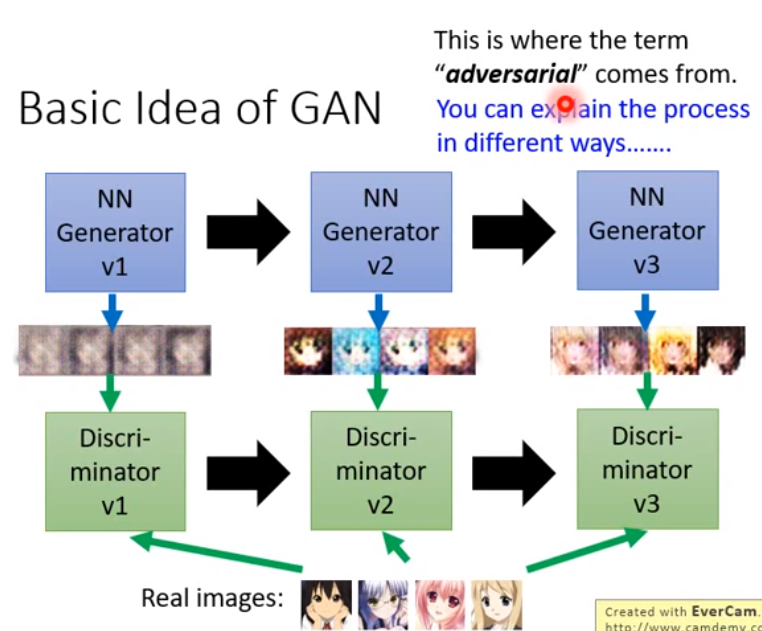 This is where the term
“adversarial” comes from.
Basic Idea of GAN
You can explain the process
in different ways…….
NN
Generator
v1
NN
Generator
v2
NN
Generator
v3
Discri-
minator
v1
Discri-
minator
v2
Discri-
minator
v3
Real images:
Created with EverCam.
http://www.camdemy.co